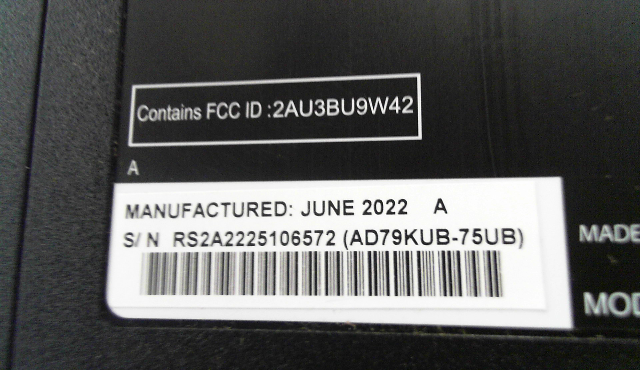 Contains FCC ID :2AU3BU9W42
A
MANUFACTURED: JUNE 2022 A
S/N RS2A2225106572 (AD79KUB-75UB)
MADE
MOD